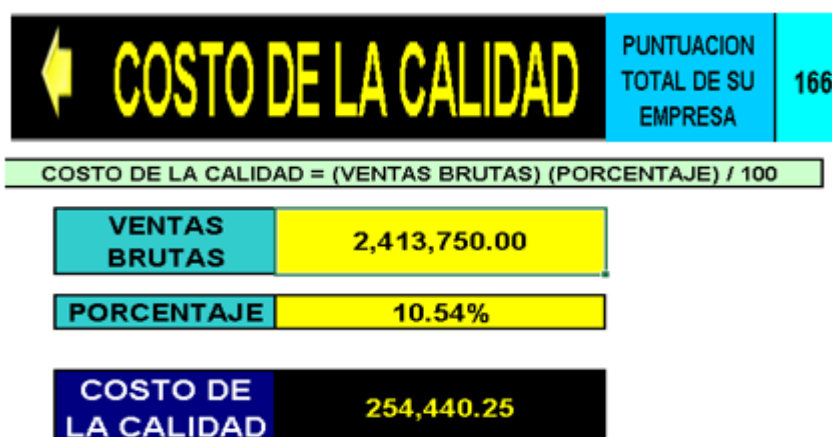 COSTO DE LA CALIDAD
PUNTUACION
TOTAL DE SU
EMPRESA
166
COSTO DE LA CALIDAD = (VENTAS BRUTAS) (PORCENTAJE) / 100
VENTAS
BRUTAS
2,413,750.00
PORCENTAJE
10.54%
COSTO DE
LA CALIDAD
254,440.25